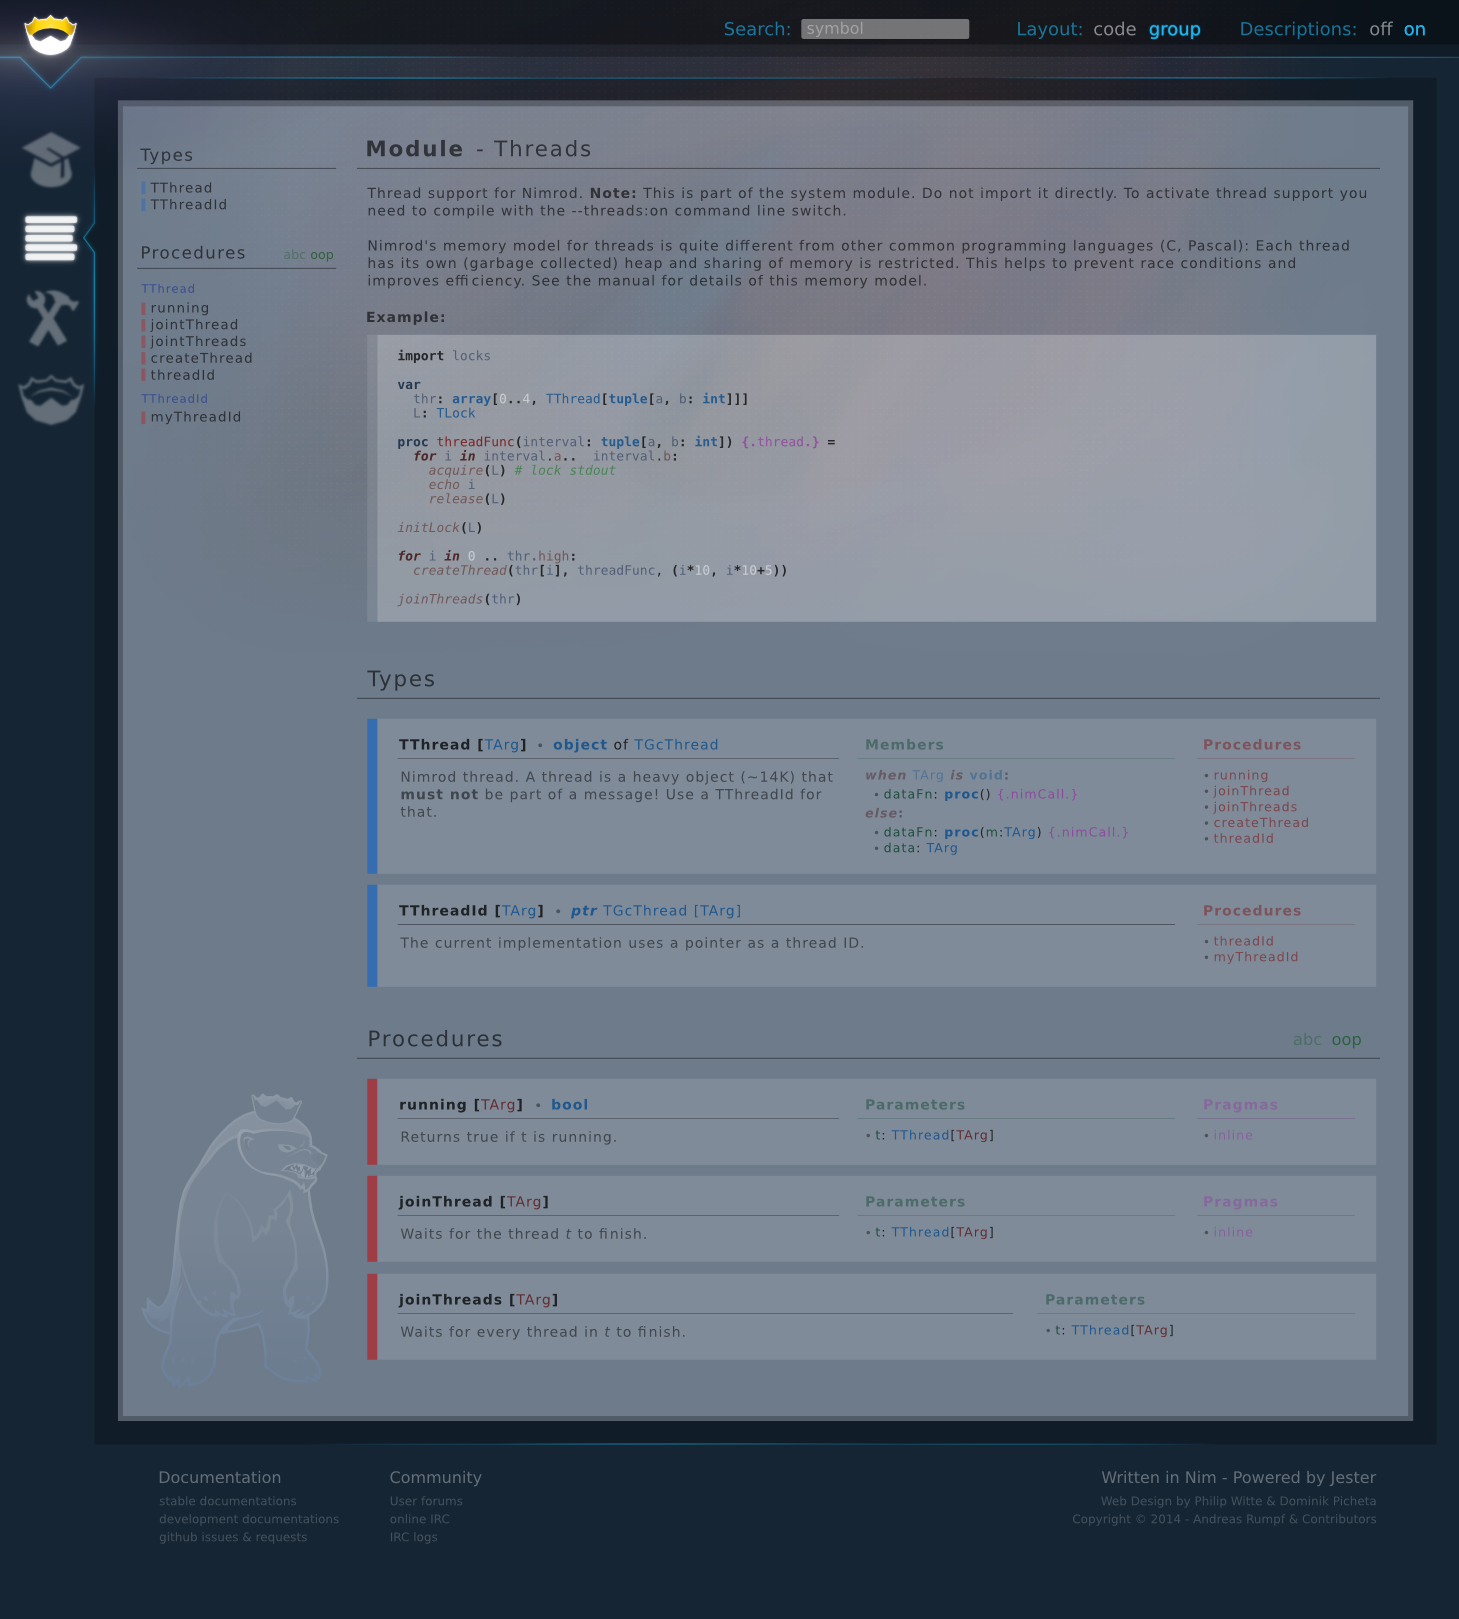 Search: symbol Layout: code group Descriptions: off on
Types
TThread
TThreadId
Procedures abc oop
TThread
running
jointThread
jointThreads
createThread
threadId
TThreadId
myThreadId
Module - Threads
Thread support for Nimrod. Note: This is part of the system module. Do not import it directly. To activate thread support you
need to compile with the --threads:on command line switch.
Nimrod's memory model for threads is quite different from other common programming languages (C, Pascal): Each thread
has its own (garbage collected) heap and sharing of memory is restricted. This helps to prevent race conditions and
improves efficiency. See the manual for details of this memory model.
Example:
import locks
var
thr: array[0..4, TThread[tuple[a, b: int]]]
L: TLock
proc threadFunc(interval: tuple[a, b: int]) {.thread.} =
for i in interval.a..  interval.b:
acquire(L) # lock stdout
echo i
release(L)
initLock(L)
for i in 0 .. thr.high:
createThread(thr[i], threadFunc, (i*10, i*10+5))
joinThreads(thr)
Types
TThread [TArg] • object of TGcThread
Nimrod thread. A thread is a heavy object (~14K) that
must not be part of a message! Use a TThreadId for
that.
Members
when TArg is void:
• dataFn: proc() {.nimCall.}
else:
• dataFn: proc(m:TArg) {.nimCall.}
• data: TArg
Procedures
• running
• joinThread
• joinThreads
• createThread
• threadId
TThreadId [TArg] • ptr TGcThread [TArg]
The current implementation uses a pointer as a thread ID.
Procedures
• threadId
• myThreadId
Procedures abc oop
running [TArg] • bool
Returns true if t is running.
Parameters
• t: TThread[TArg]
Pragmas
• inline
joinThread [TArg]
Waits for the thread t to finish.
Parameters
• t: TThread[TArg]
Pragmas
• inline
joinThreads [TArg]
Waits for every thread in t to finish.
Parameters
• t: TThread[TArg]
Documentation
stable documentations
development documentations
github issues & requests
Community
User forums
online IRC
IRC logs
Written in Nim - Powered by Jester
Web Design by Philip Witte & Dominik Picheta
Copyright © 2014 - Andreas Rumpf & Contributors